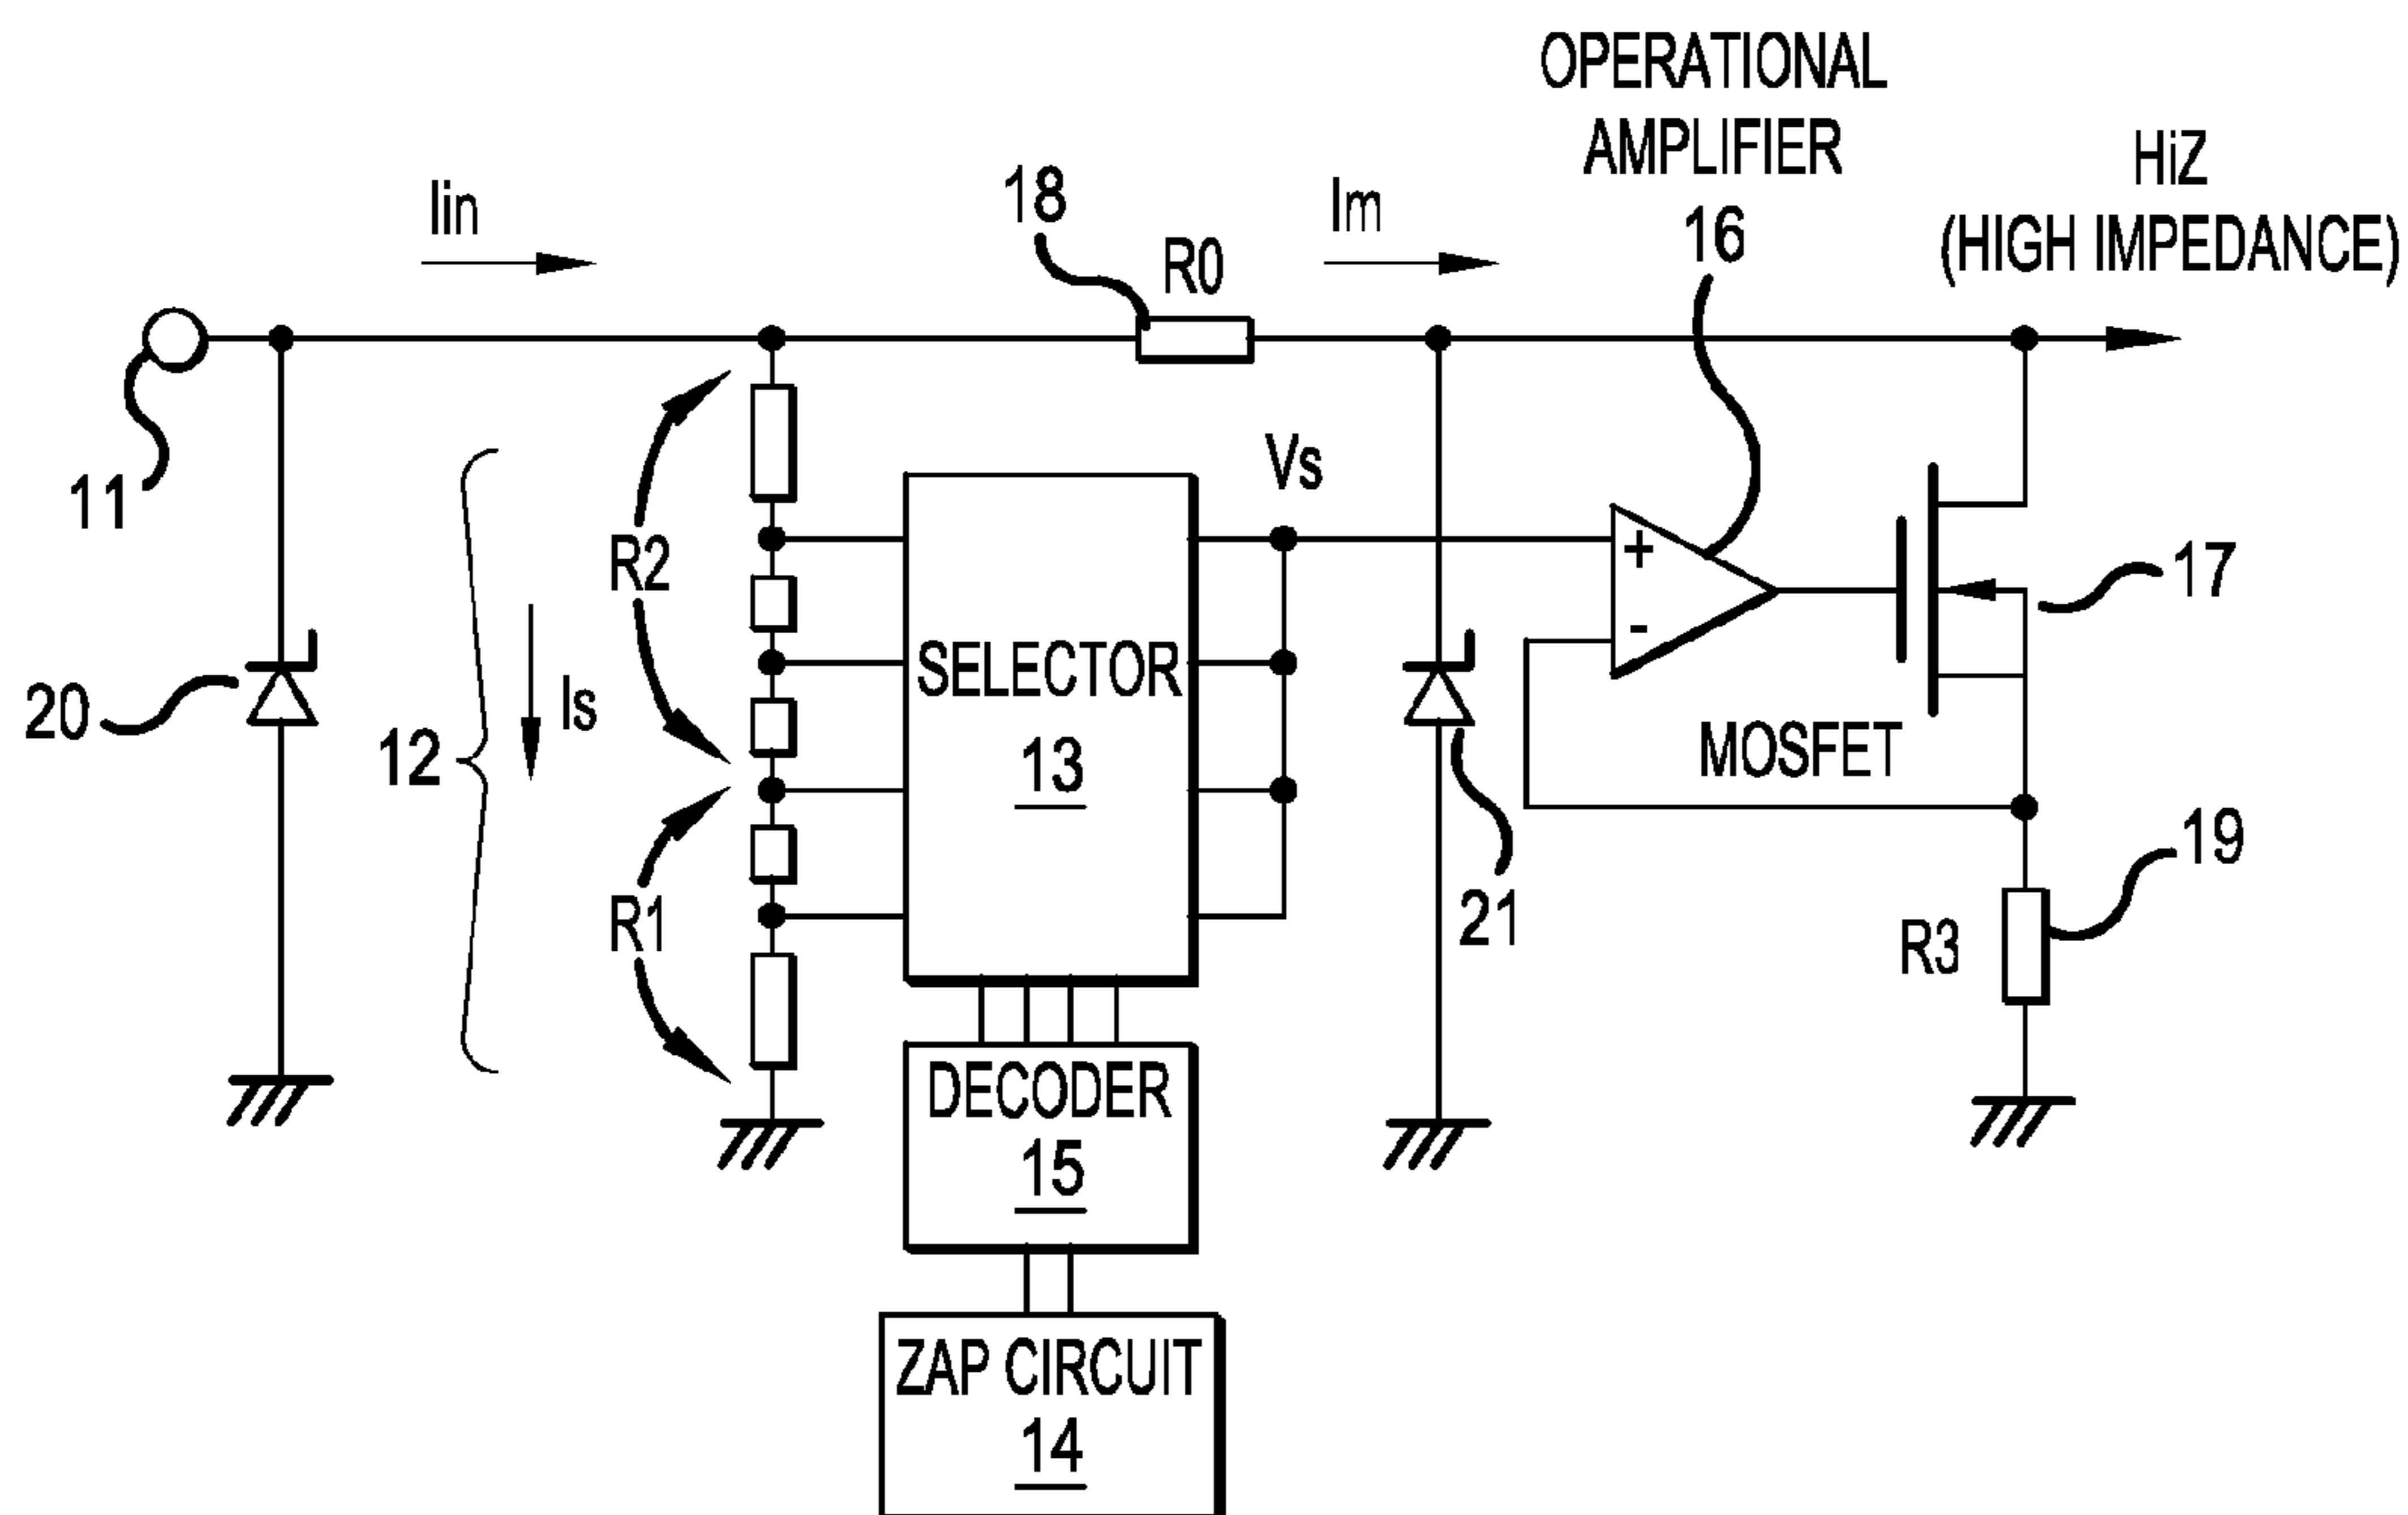 OPERATIONAL
AMPLIFIER
16
HiZ
(HIGH IMPEDANCE)
Iin
18
R0
Im
11
Vs
R2
+
-
17
SELECTOR
13
20
12
Is
MOSFET
R1
21
19
R3
DECODER
15
ZAP CIRCUIT
14